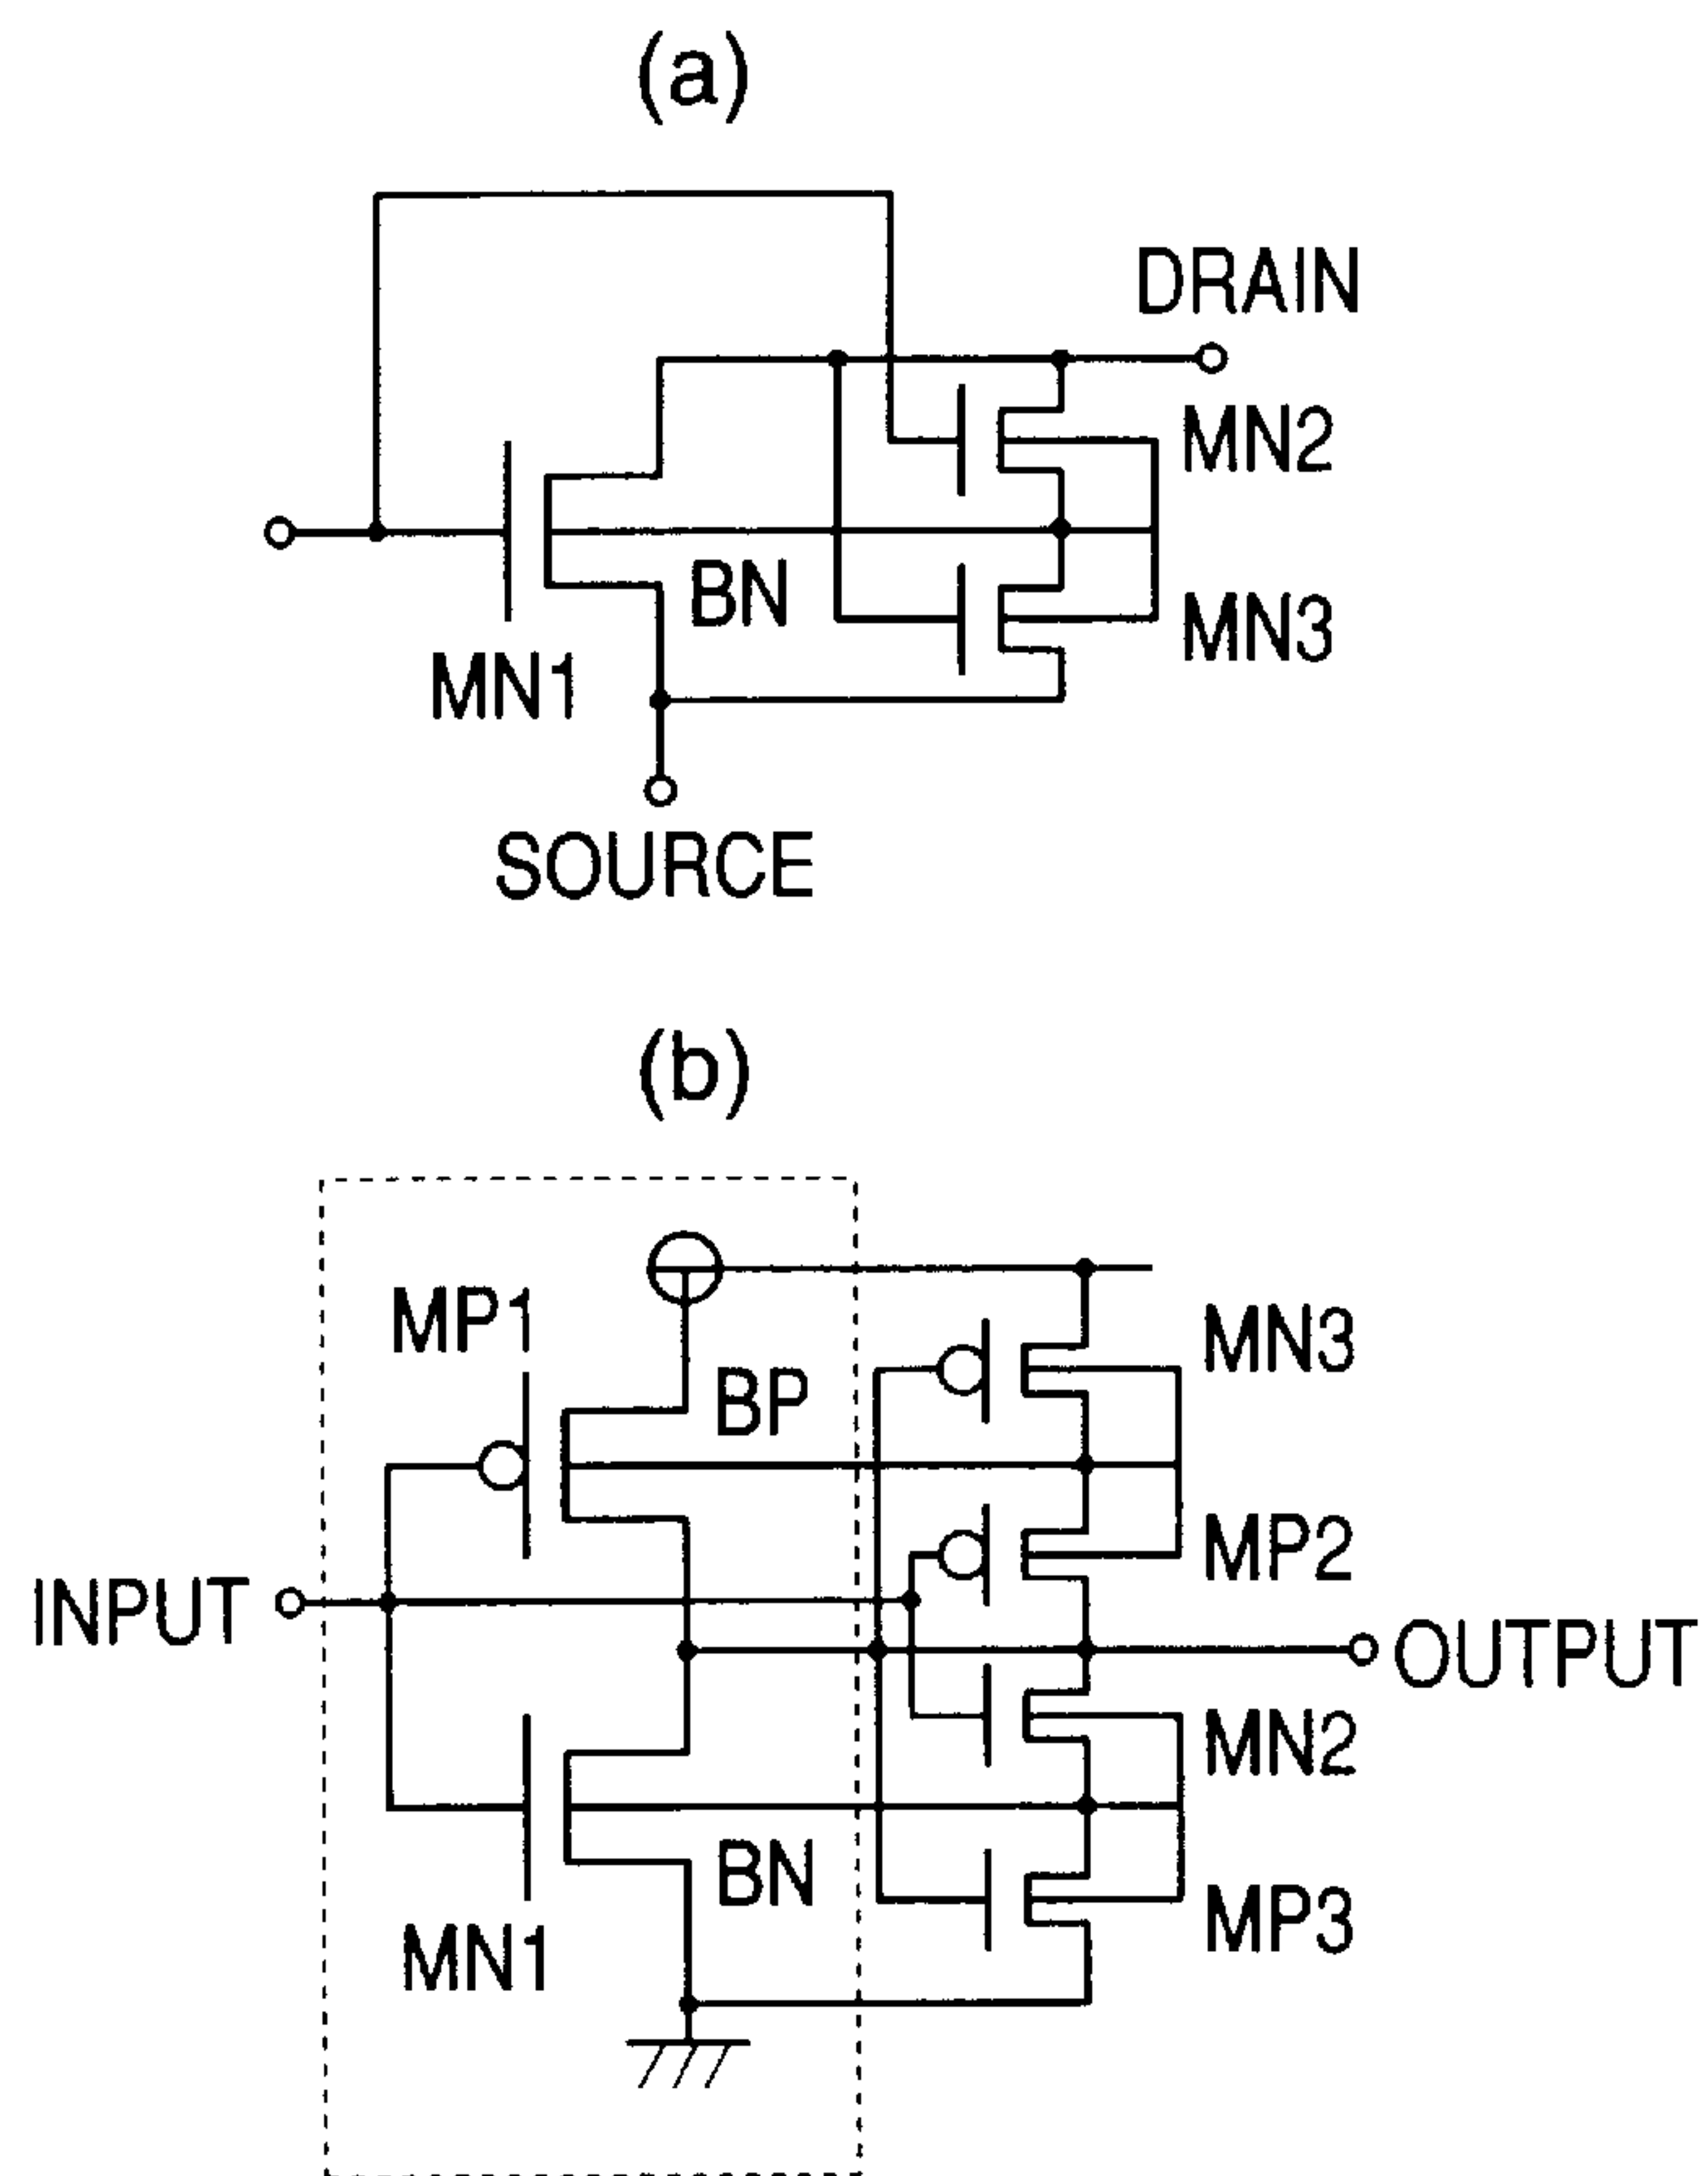 (a)
DRAIN
MN2
BN
MN3
MN1
SOURCE
(b)
MP1
MN3
BP
MP2
INPUT
OUTPUT
MN2
BN
MP3
MN1